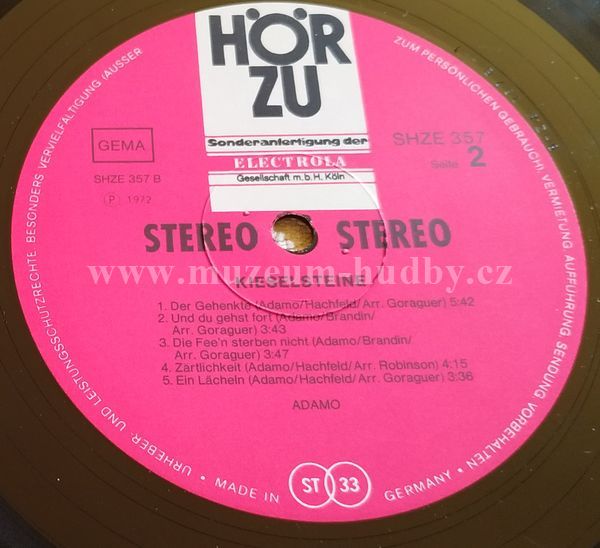 HÖR
ZU
Sonderanfertigung der
ELECTROLA
Gesellschaft m.b.H. Köln
GEMA
SHZE 357 B
Ⓟ 1972
SHZE 357
Seite 2
STEREO STEREO
www.muzeum-hudby.cz
KIESELSTEINE
1. Der Gehenkte (Adamo/Hachfeld/Arr. Goraguer) 5:42
2. Und du gehst fort (Adamo/Brandin/
Arr. Goraguer) 3:43
3. Die Fee'n sterben nicht (Adamo/Brandin/
Arr. Goraguer) 3:47
4. Zärtlichkeit (Adamo/Hachfeld/Arr. Robinson) 4:15
5. Ein Lächeln (Adamo/Hachfeld/Arr. Goraguer) 3:36
ADAMO
ST 33
URHEBER UND LEISTUNGSSCHUTZRECHTE BESONDERS VERVIELFÄLTIGUNG (AUSSER
ZUM PERSÖNLICHEN GEBRAUCH), VERMIETUNG AUFFÜHRUNG SENDUNG VORBEHALTEN
• MADE IN GERMANY •